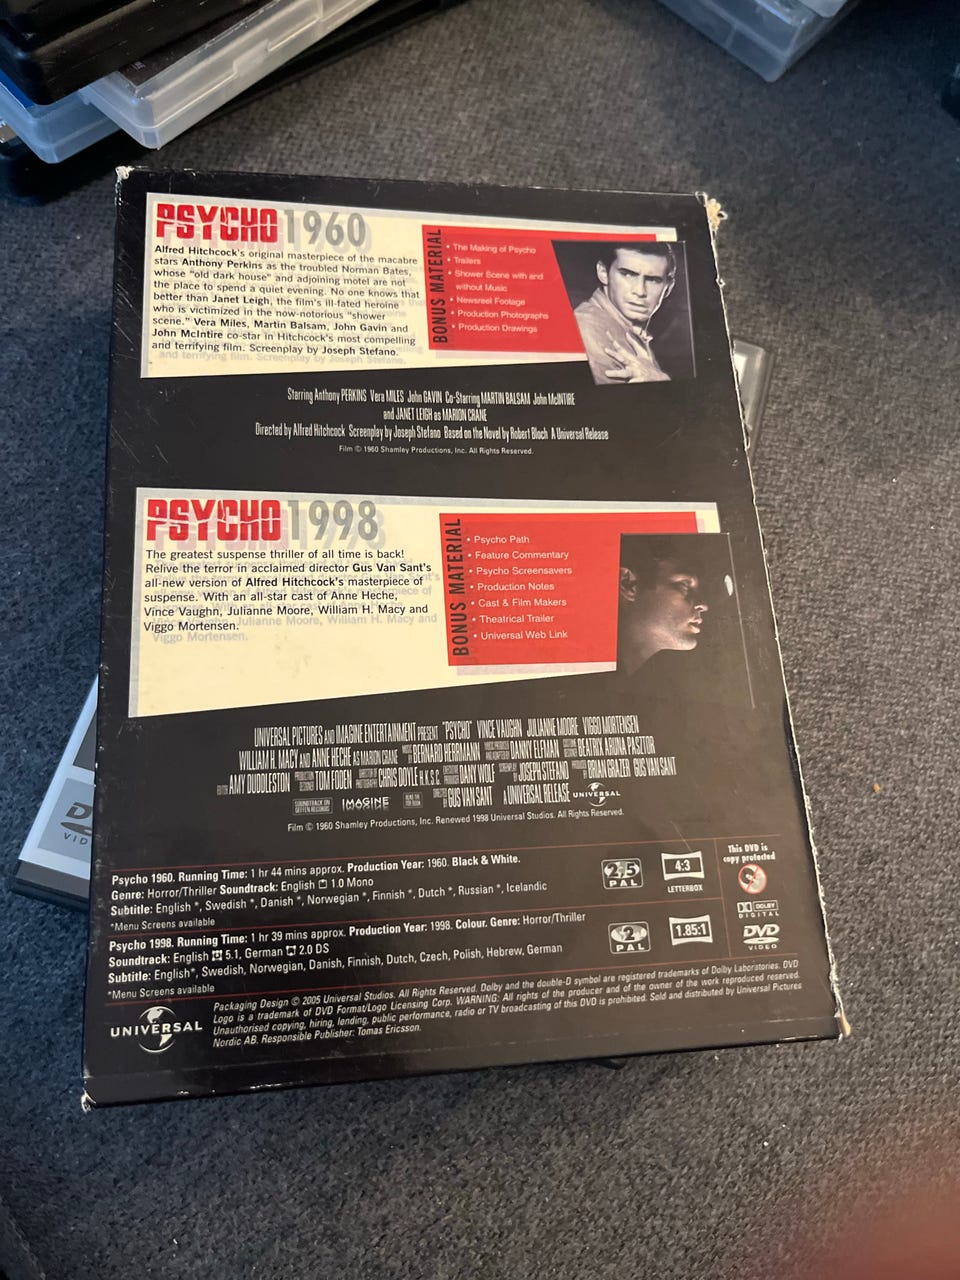 PSYCHO 1960
Alfred Hitchcock's original masterpiece of the macabre
stars Anthony Perkins as the troubled Norman Bates,
whose "old dark house" and adjoining motel are not
the place to spend a quiet evening. No one knows that
better than Janet Leigh, the film's ill-fated heroine
who is victimized in the now-notorious "shower
scene." Vera Miles, Martin Balsam, John Gavin and
John McIntire co-star in Hitchcock's most compelling
and terrifying film. Screenplay by Joseph Stefano.
BONUS MATERIAL
• The Making of Psycho
• Trailers
• Shower Scene with and
without Music
• Newsreel Footage
• Production Photographs
• Production Drawings
Starring Anthony PERKINS Vera MILES John GAVIN Co-Starring MARTIN BALSAM John McINTIRE
and JANET LEIGH as MARION CRANE
Directed by Alfred Hitchcock Screenplay by Joseph Stefano Based on the Novel by Robert Bloch A Universal Release
Film © 1960 Shamley Productions, Inc. All Rights Reserved.
PSYCHO 1998
The greatest suspense thriller of all time is back!
Relive the terror in acclaimed director Gus Van Sant's
all-new version of Alfred Hitchcock's masterpiece of
suspense. With an all-star cast of Anne Heche,
Vince Vaughn, Julianne Moore, William H. Macy and
Viggo Mortensen.
BONUS MATERIAL
• Psycho Path
• Feature Commentary
• Psycho Screensavers
• Production Notes
• Cast & Film Makers
• Theatrical Trailer
• Universal Web Link
UNIVERSAL PICTURES AND IMAGINE ENTERTAINMENT PRESENT "PSYCHO" VINCE VAUGHN JULIANNE MOORE VIGGO MORTENSEN
WILLIAM H. MACY AND ANNE HECHE AS MARION CRANE BERNARD HERRMANN DANNY ELFMAN BEATRIX ARUNA PASZTOR
AMY DUDDLESTON TOM FODEN CHRIS DOYLE H.K.S.C. DANY WOLF JOSEPH STEFANO BRIAN GRAZER GUS VAN SANT
SOUNDTRACK ON GEFFEN RECORDS IMAGINE GUS VAN SANT A UNIVERSAL RELEASE UNIVERSAL
Film © 1960 Shamley Productions, Inc. Renewed 1998 Universal Studios. All Rights Reserved.
Psycho 1960. Running Time: 1 hr 44 mins approx. Production Year: 1960. Black & White.
Genre: Horror/Thriller Soundtrack: English 1.0 Mono
Subtitle: English *, Swedish *, Danish *, Norwegian *, Finnish *, Dutch *, Russian *, Icelandic
*Menu Screens available
2,5
PAL
4:3
LETTERBOX
Psycho 1998. Running Time: 1 hr 39 mins approx. Production Year: 1998. Colour. Genre: Horror/Thriller
Soundtrack: English 5.1, German 2.0 DS
Subtitle: English*, Swedish, Norwegian, Danish, Finnish, Dutch, Czech, Polish, Hebrew, German
*Menu Screens available
2
PAL
1.85:1
This DVD is
copy protected
DOLBY
DIGITAL
DVD
VIDEO
UNIVERSAL
Packaging Design © 2005 Universal Studios. All Rights Reserved. Dolby and the double-D symbol are registered trademarks of Dolby Laboratories. DVD
Logo is a trademark of DVD Format/Logo Licensing Corp. WARNING: All rights of the producer and of the owner of the work reproduced reserved.
Unauthorised copying, hiring, lending, public performance, radio or TV broadcasting of this DVD is prohibited. Sold and distributed by Universal Pictures
Nordic AB. Responsible Publisher: Tomas Ericsson.